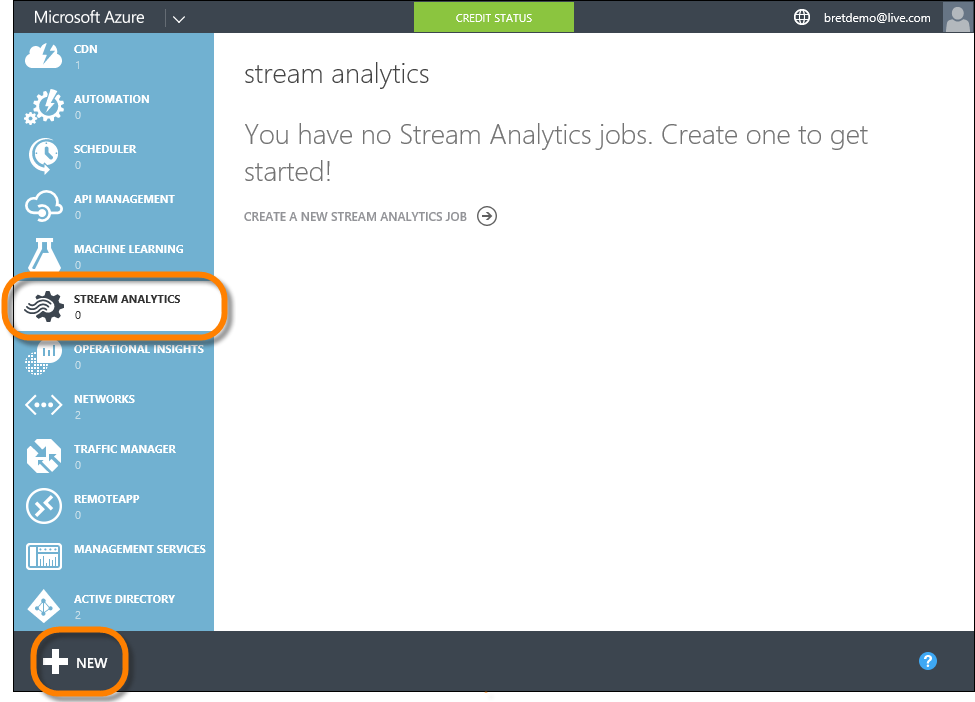 Microsoft Azure
CREDIT STATUS
bretdemo@live.com
CDN
1
AUTOMATION
0
SCHEDULER
0
API MANAGEMENT
0
MACHINE LEARNING
0
STREAM ANALYTICS
0
OPERATIONAL INSIGHTS
0
NETWORKS
2
TRAFFIC MANAGER
0
REMOTEAPP
0
MANAGEMENT SERVICES
ACTIVE DIRECTORY
2
stream analytics
You have no Stream Analytics jobs. Create one to get
started!
CREATE A NEW STREAM ANALYTICS JOB
NEW
?